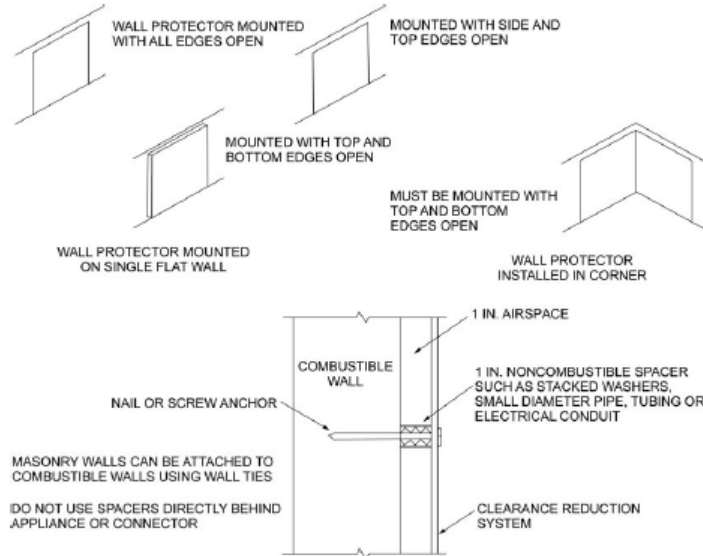 WALL PROTECTOR MOUNTED
WITH ALL EDGES OPEN
MOUNTED WITH SIDE AND
TOP EDGES OPEN
MOUNTED WITH TOP AND
BOTTOM EDGES OPEN
MUST BE MOUNTED WITH
TOP AND BOTTOM
EDGES OPEN
WALL PROTECTOR MOUNTED
ON SINGLE FLAT WALL
WALL PROTECTOR
INSTALLED IN CORNER
1 IN. AIRSPACE
COMBUSTIBLE
WALL
1 IN. NONCOMBUSTIBLE SPACER
SUCH AS STACKED WASHERS,
SMALL DIAMETER PIPE, TUBING OR
ELECTRICAL CONDUIT
NAIL OR SCREW ANCHOR
MASONRY WALLS CAN BE ATTACHED TO
COMBUSTIBLE WALLS USING WALL TIES
DO NOT USE SPACERS DIRECTLY BEHIND
APPLIANCE OR CONNECTOR
CLEARANCE REDUCTION
SYSTEM